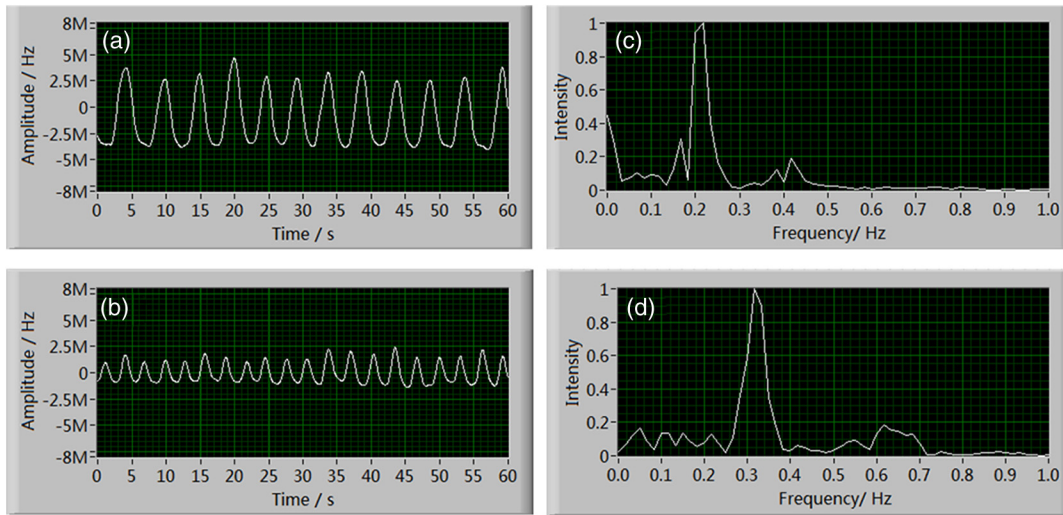 (a)
8M
5M
2.5M
0
-2.5M
-5M
-8M
Amplitude / Hz
0 5 10 15 20 25 30 35 40 45 50 55 60
Time / s
(c)
1
0.8
0.6
0.4
0.2
0
Intensity
0.0 0.1 0.2 0.3 0.4 0.5 0.6 0.7 0.8 0.9 1.0
Frequency/ Hz
(b)
8M
5M
2.5M
0
-2.5M
-5M
-8M
Amplitude / Hz
0 5 10 15 20 25 30 35 40 45 50 55 60
Time / s
(d)
1
0.8
0.6
0.4
0.2
0
Intensity
0.0 0.1 0.2 0.3 0.4 0.5 0.6 0.7 0.8 0.9 1.0
Frequency/ Hz